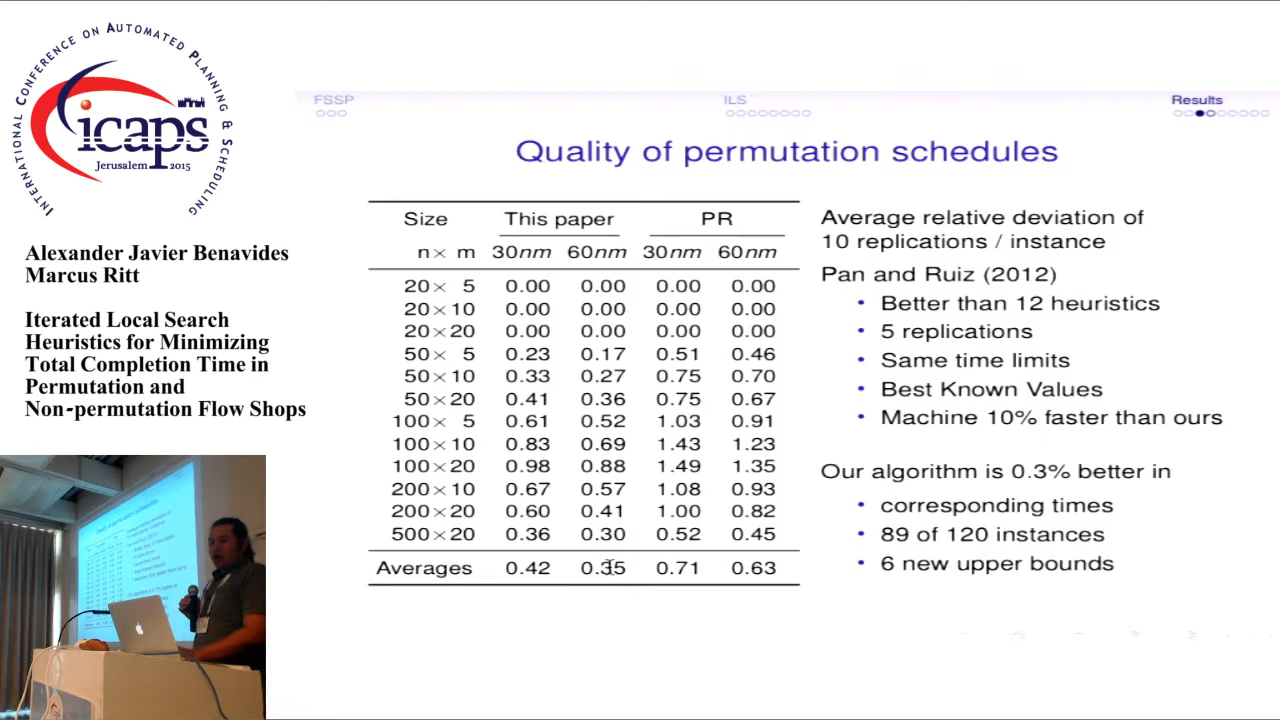 INTERNATIONAL CONFERENCE ON AUTOMATED PLANNING & SCHEDULING
icaps
Jerusalem 2015
Alexander Javier Benavides
Marcus Ritt
Iterated Local Search
Heuristics for Minimizing
Total Completion Time in
Permutation and
Non-permutation Flow Shops
FSSP ILS Results
Quality of permutation schedules
Size This paper PR
n× m 30nm 60nm 30nm 60nm
20× 5 0.00 0.00 0.00 0.00
20×10 0.00 0.00 0.00 0.00
20×20 0.00 0.00 0.00 0.00
50× 5 0.23 0.17 0.51 0.46
50×10 0.33 0.27 0.75 0.70
50×20 0.41 0.36 0.75 0.67
100× 5 0.61 0.52 1.03 0.91
100×10 0.83 0.69 1.43 1.23
100×20 0.98 0.88 1.49 1.35
200×10 0.67 0.57 1.08 0.93
200×20 0.60 0.41 1.00 0.82
500×20 0.36 0.30 0.52 0.45
Averages 0.42 0.35 0.71 0.63
Average relative deviation of
10 replications / instance
Pan and Ruiz (2012)
• Better than 12 heuristics
• 5 replications
• Same time limits
• Best Known Values
• Machine 10% faster than ours
Our algorithm is 0.3% better in
• corresponding times
• 89 of 120 instances
• 6 new upper bounds